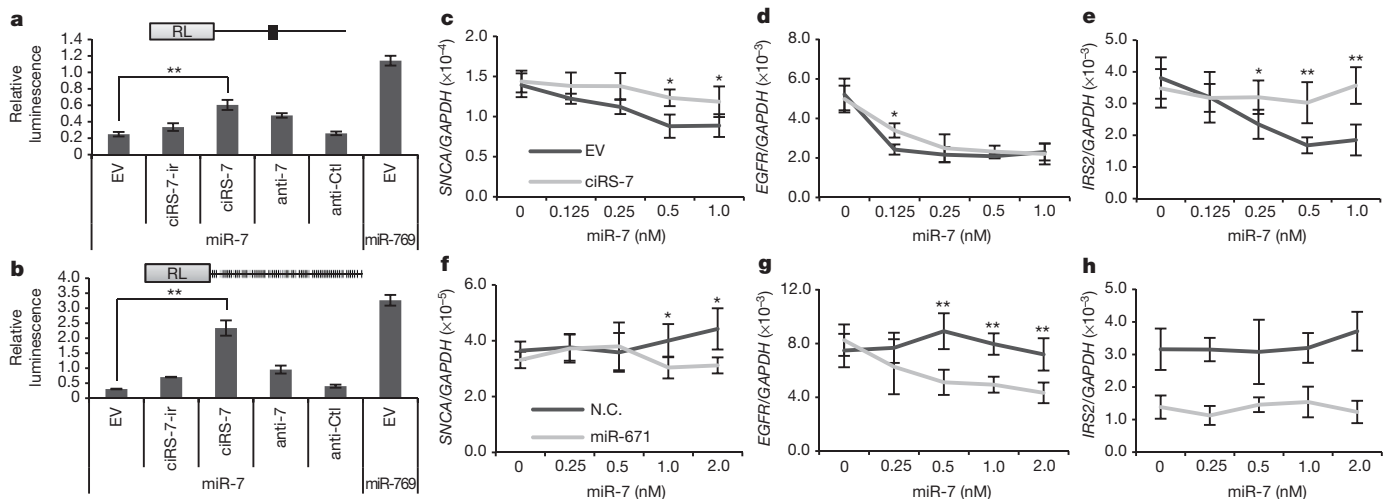 a
RL
Relative
luminescence
1.4
1.2
1.0
0.8
0.6
0.4
0.2
0
**
EV
ciRS-7-ir
ciRS-7
anti-7
anti-Ctl
EV
miR-7
miR-769
b
RL
Relative
luminescence
4.0
3.5
3.0
2.5
2.0
1.5
1.0
0.5
0
**
EV
ciRS-7-ir
ciRS-7
anti-7
anti-Ctl
EV
miR-7
miR-769
c
SNCA/GAPDH (×10⁻⁴)
2.0
1.5
1.0
1.0
* *
EV
ciRS-7
0 0.125 0.25 0.5 1.0
miR-7 (nM)
d
EGFR/GAPDH (×10⁻³)
8.0
6.0
4.0
2.0
0.0
*
0 0.125 0.25 0.5 1.0
miR-7 (nM)
e
IRS2/GAPDH (×10⁻³)
5.0
4.0
3.0
2.0
1.0
0.0
* ** **
0 0.125 0.25 0.5 1.0
miR-7 (nM)
f
SNCA/GAPDH (×10⁻⁵)
6.0
4.0
2.0
0.0
* *
N.C.
miR-671
0 0.25 0.5 1.0 2.0
miR-7 (nM)
g
EGFR/GAPDH (×10⁻³)
12.0
8.0
4.0
0.0
** ** **
0 0.25 0.5 1.0 2.0
miR-7 (nM)
h
IRS2/GAPDH (×10⁻³)
5.0
4.0
3.0
2.0
1.0
0.0
0 0.25 0.5 1.0 2.0
miR-7 (nM)